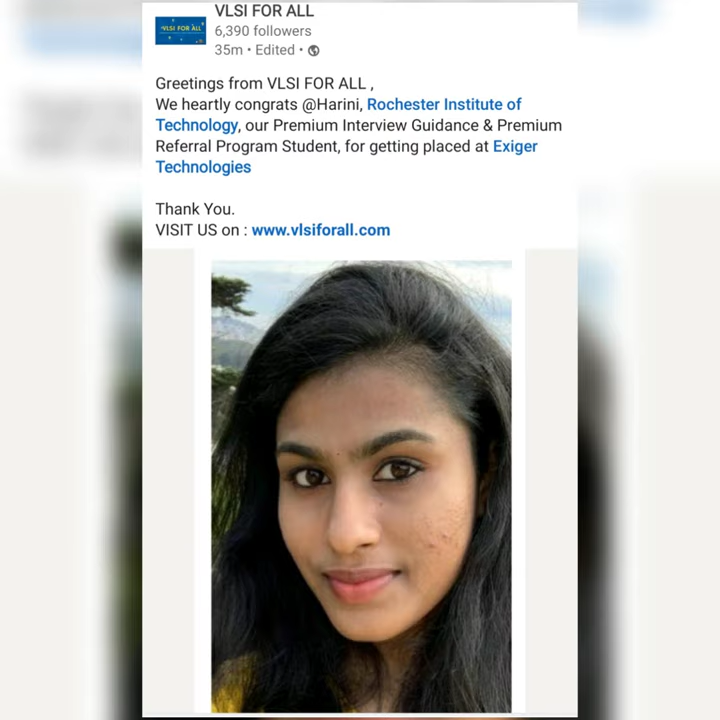 VLSI FOR ALL
VLSI FOR ALL
6,390 followers
35m • Edited •
Greetings from VLSI FOR ALL ,
We heartly congrats @Harini, Rochester Institute of
Technology, our Premium Interview Guidance & Premium
Referral Program Student, for getting placed at Exiger
Technologies
Thank You.
VISIT US on : www.vlsiforall.com